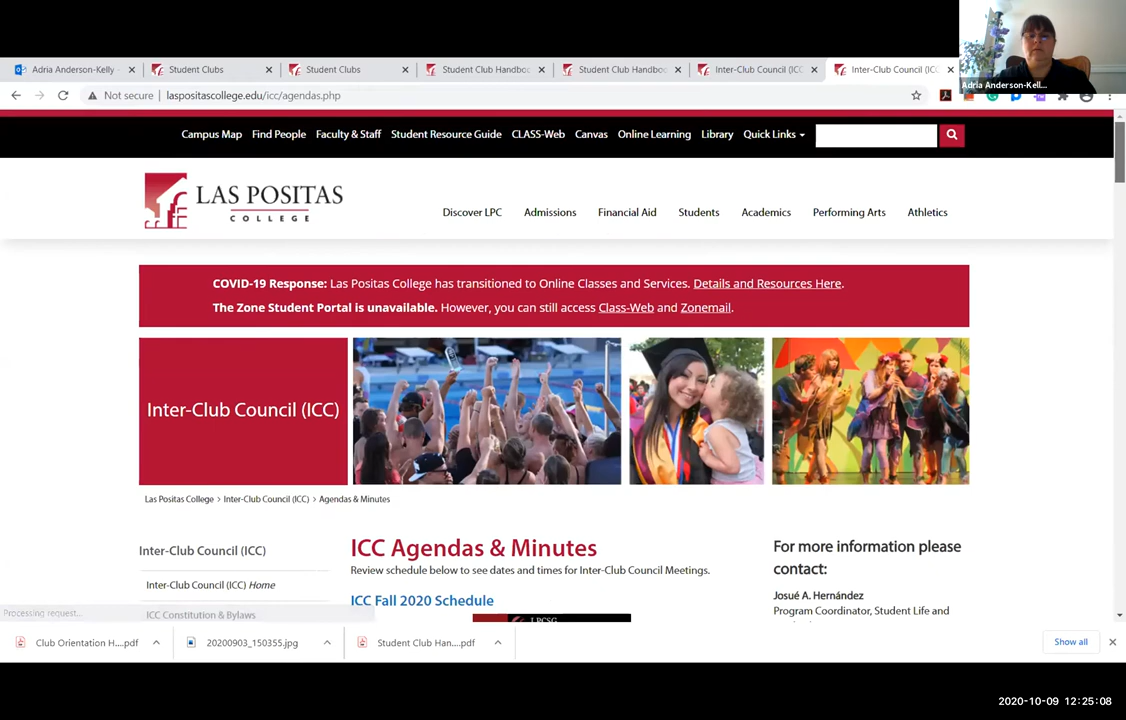 Adria Anderson-Kelly -
Student Clubs
Student Clubs
Student Club Handboo
Student Club Handboo
Inter-Club Council (ICC
Inter-Club Council (ICC
Adria Anderson-Kell...
Not secure | laspositascollege.edu/icc/agendas.php
Campus Map Find People Faculty & Staff Student Resource Guide CLASS-Web Canvas Online Learning Library Quick Links
LAS POSITAS
COLLEGE
Discover LPC Admissions Financial Aid Students Academics Performing Arts Athletics
COVID-19 Response: Las Positas College has transitioned to Online Classes and Services. Details and Resources Here.
The Zone Student Portal is unavailable. However, you can still access Class-Web and Zonemail.
Inter-Club Council (ICC)
Las Positas College > Inter-Club Council (ICC) > Agendas & Minutes
Inter-Club Council (ICC)
Inter-Club Council (ICC) Home
ICC Constitution & Bylaws
Processing request...
ICC Agendas & Minutes
Review schedule below to see dates and times for Inter-Club Council Meetings.
ICC Fall 2020 Schedule
LPCSG
For more information please
contact:
Josué A. Hernández
Program Coordinator, Student Life and
Club Orientation H....pdf
20200903_150355.jpg
Student Club Han....pdf
Show all
2020-10-09 12:25:08